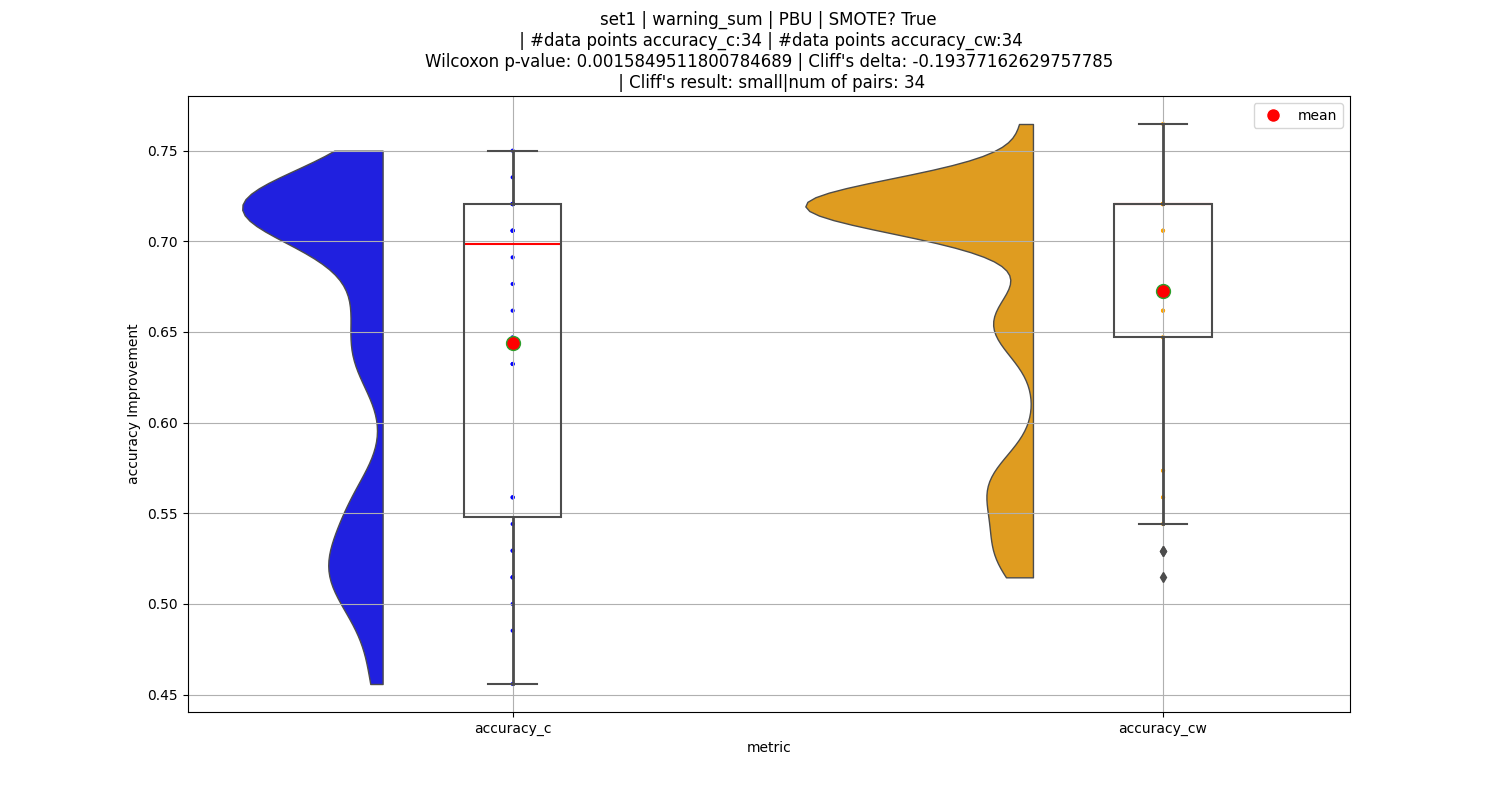 set1 | warning_sum | PBU | SMOTE? True
| #data points accuracy_c:34 | #data points accuracy_cw:34
Wilcoxon p-value: 0.0015849511800784689 | Cliff's delta: -0.19377162629757785
| Cliff's result: small|num of pairs: 34
mean
0.75
0.70
0.65
0.60
0.55
0.50
0.45
accuracy Improvement
accuracy_c
accuracy_cw
metric